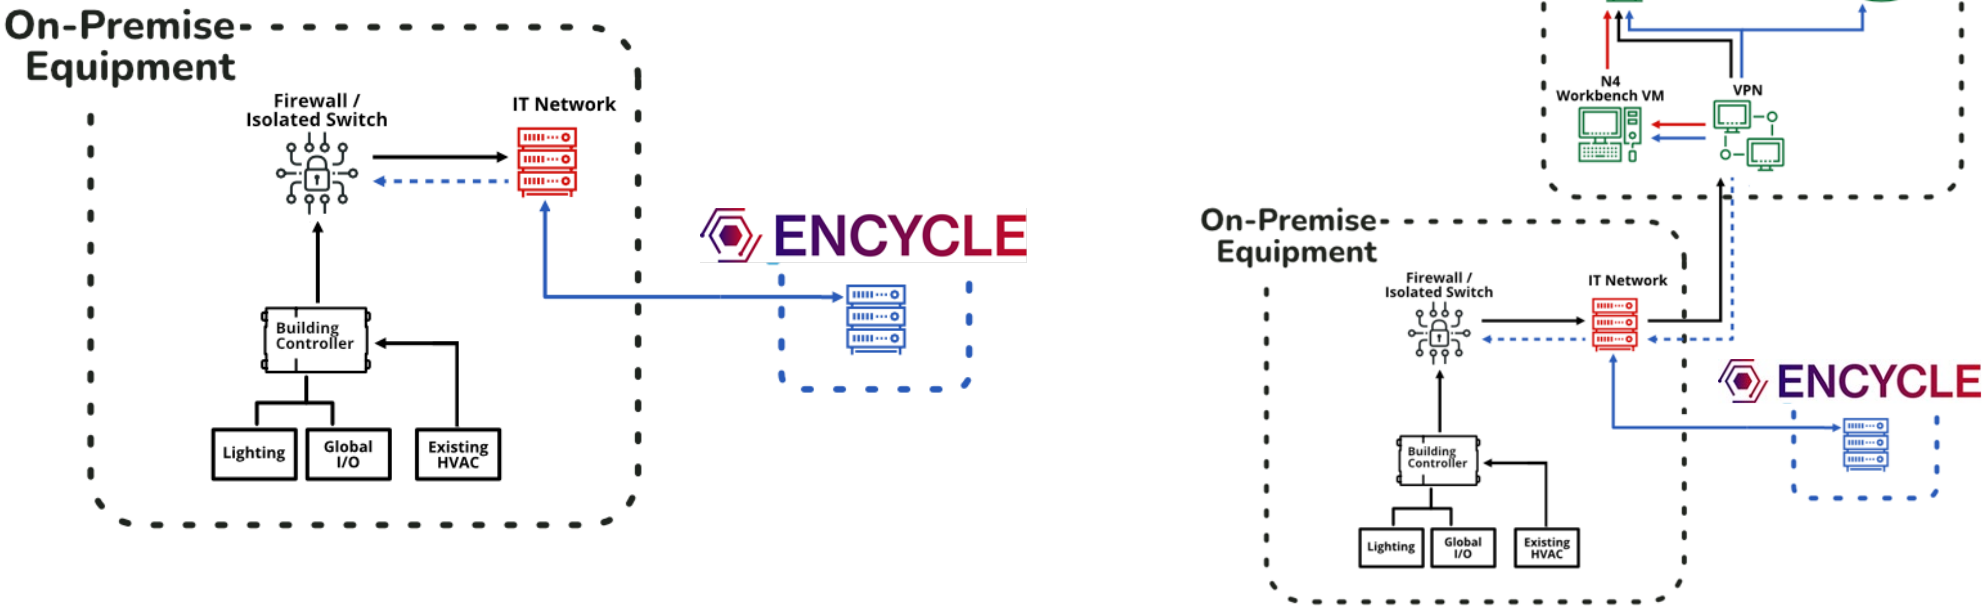 On-Premise
Equipment
Firewall /
Isolated Switch
IT Network
ENCYCLE
Building
Controller
Lighting
Global
I/O
Existing
HVAC
N4
Workbench VM
VPN
On-Premise
Equipment
Firewall /
Isolated Switch
IT Network
ENCYCLE
Building
Controller
Lighting
Global
I/O
Existing
HVAC